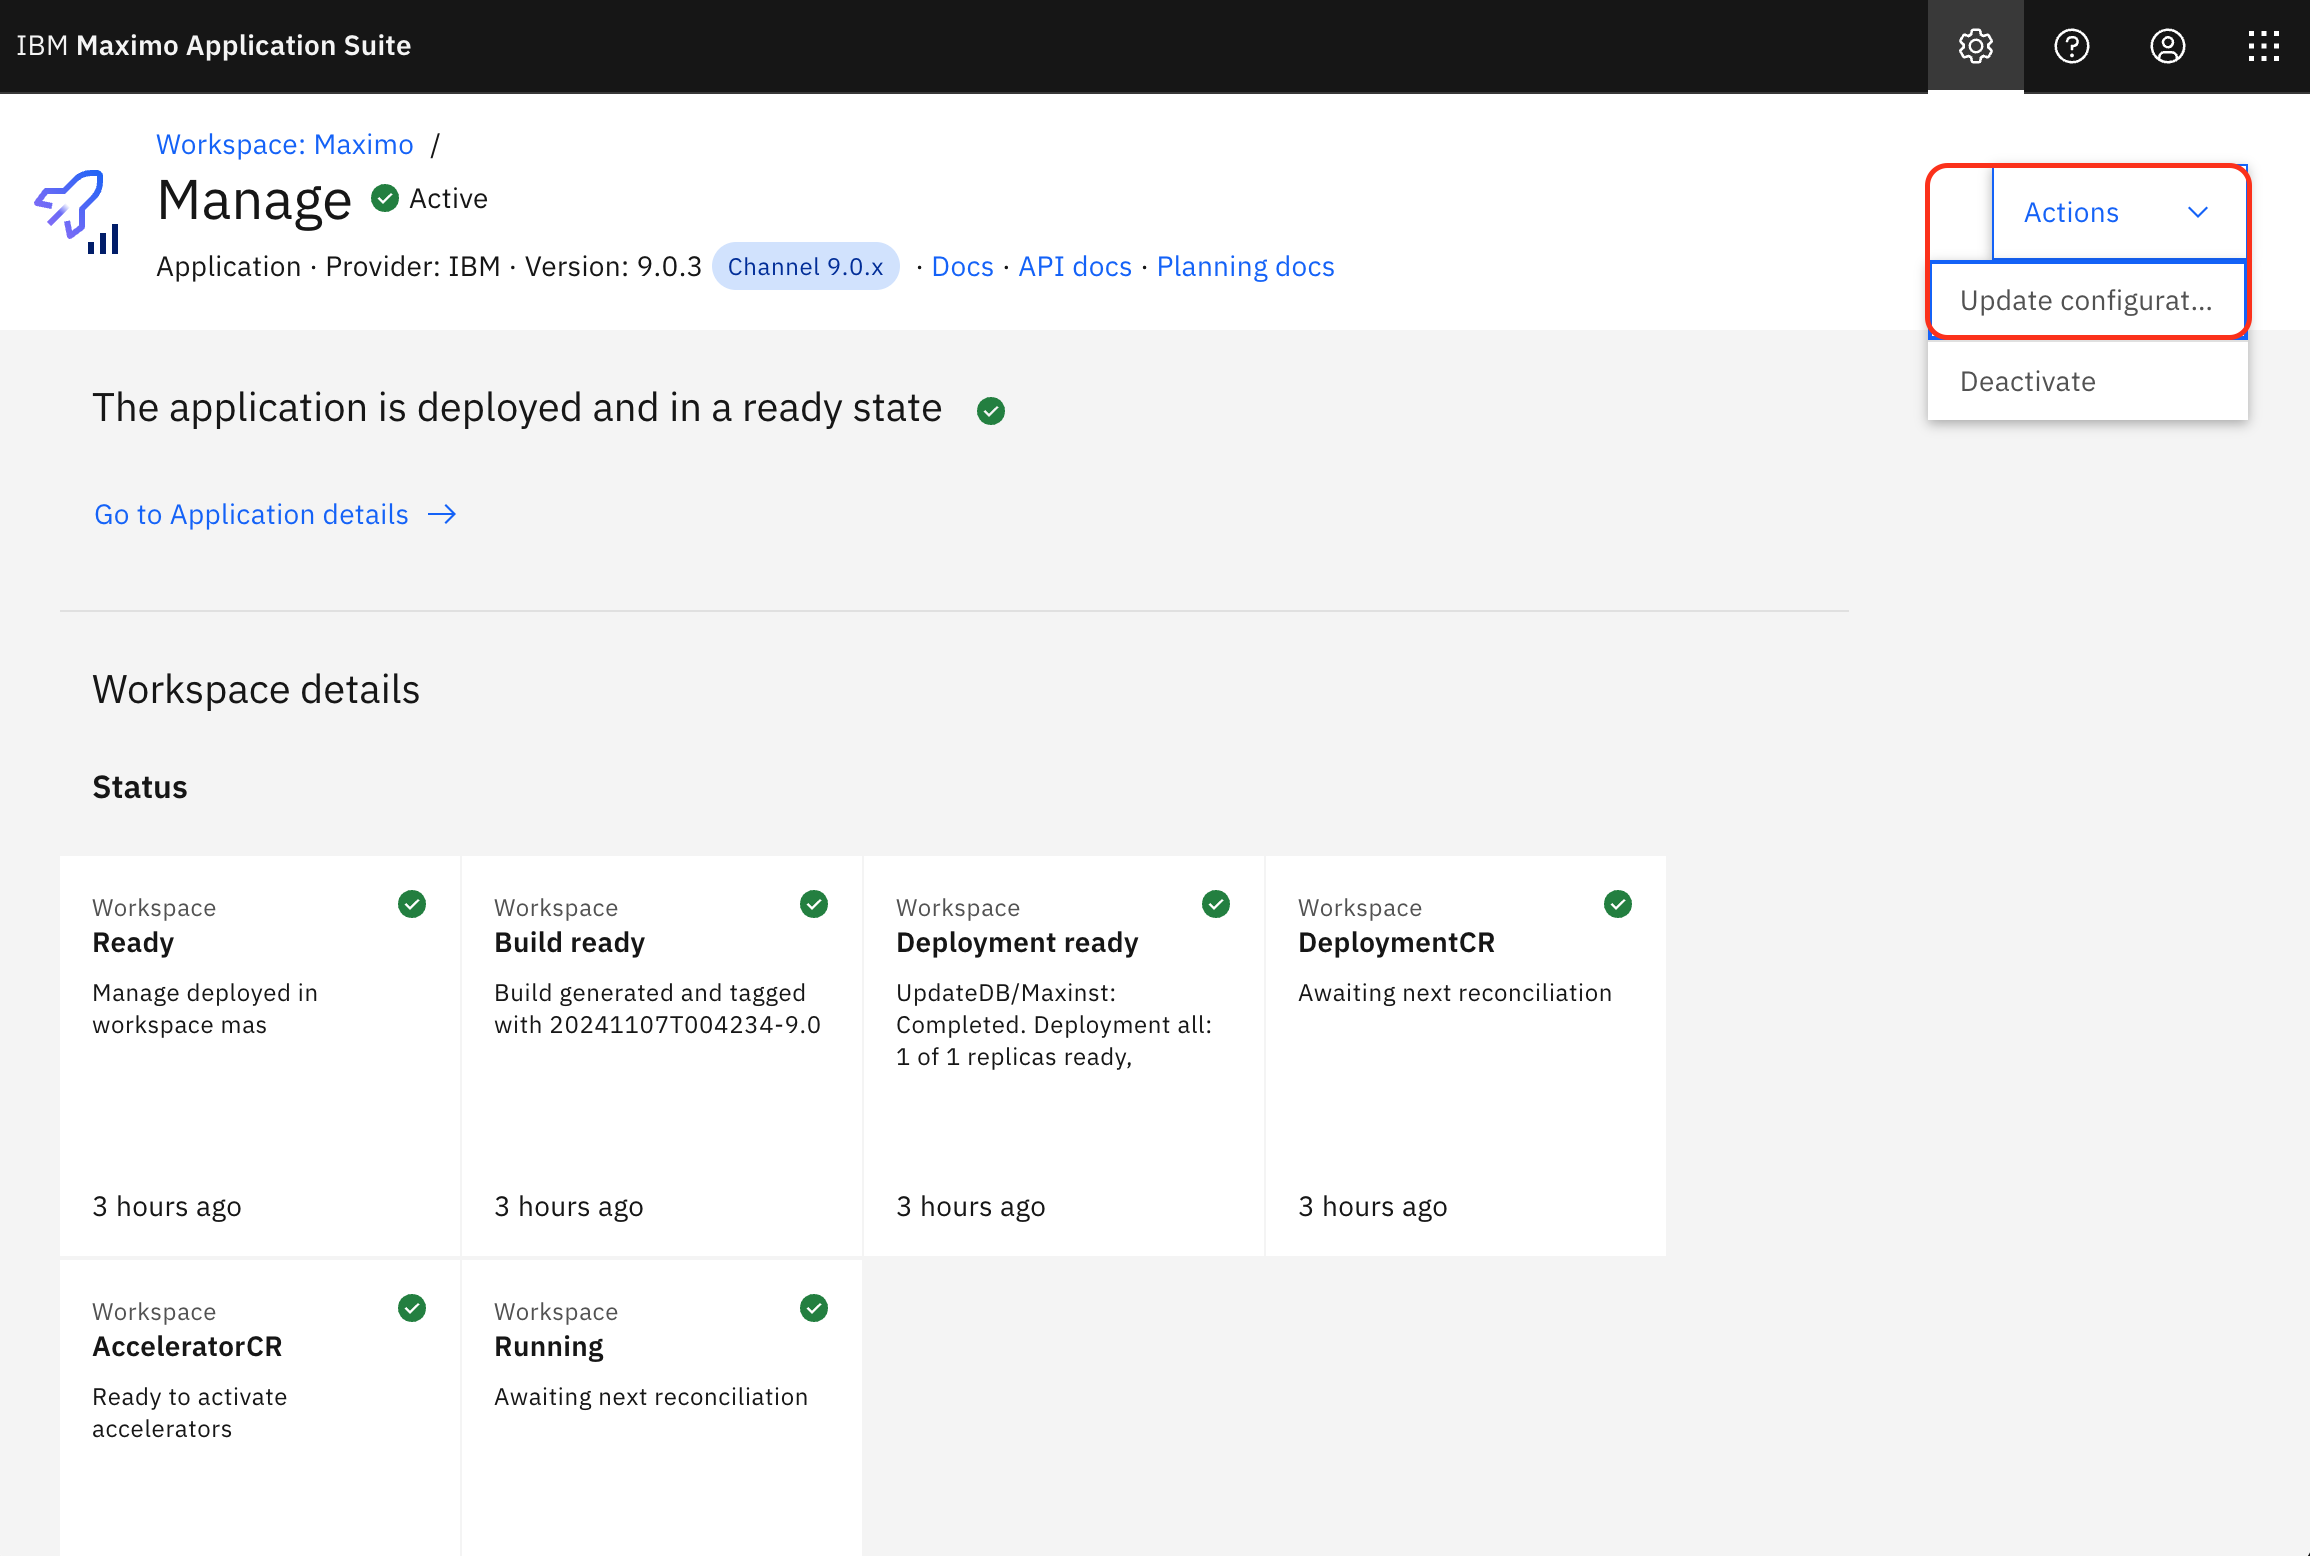 IBM Maximo Application Suite
Workspace: Maximo /
Manage Active
Application · Provider: IBM · Version: 9.0.3 Channel 9.0.x · Docs · API docs · Planning docs
Actions
Update configurat...
Deactivate
The application is deployed and in a ready state
Go to Application details
Workspace details
Status
Workspace
Ready
Manage deployed in
workspace mas
3 hours ago
Workspace
Build ready
Build generated and tagged
with 20241107T004234-9.0
3 hours ago
Workspace
Deployment ready
UpdateDB/Maxinst:
Completed. Deployment all:
1 of 1 replicas ready,
3 hours ago
Workspace
DeploymentCR
Awaiting next reconciliation
3 hours ago
Workspace
AcceleratorCR
Ready to activate
accelerators
Workspace
Running
Awaiting next reconciliation